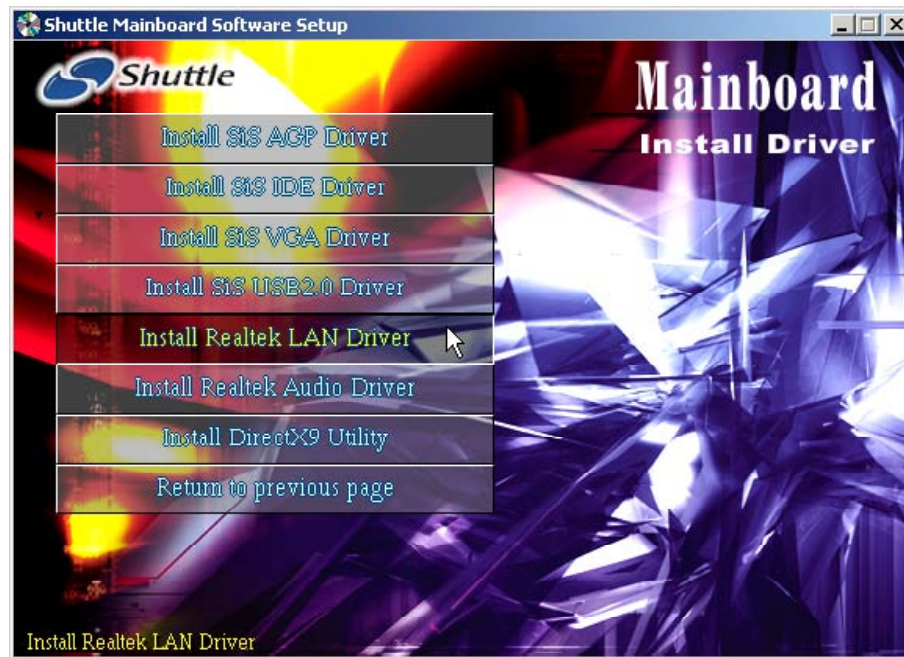 Shuttle Mainboard Software Setup
Shuttle
Mainboard
Install Driver
Install SiS AGP Driver
Install SiS IDE Driver
Install SiS VGA Driver
Install SiS USB2.0 Driver
Install Realtek LAN Driver
Install Realtek Audio Driver
Install DirectX9 Utility
Return to previous page
Install Realtek LAN Driver